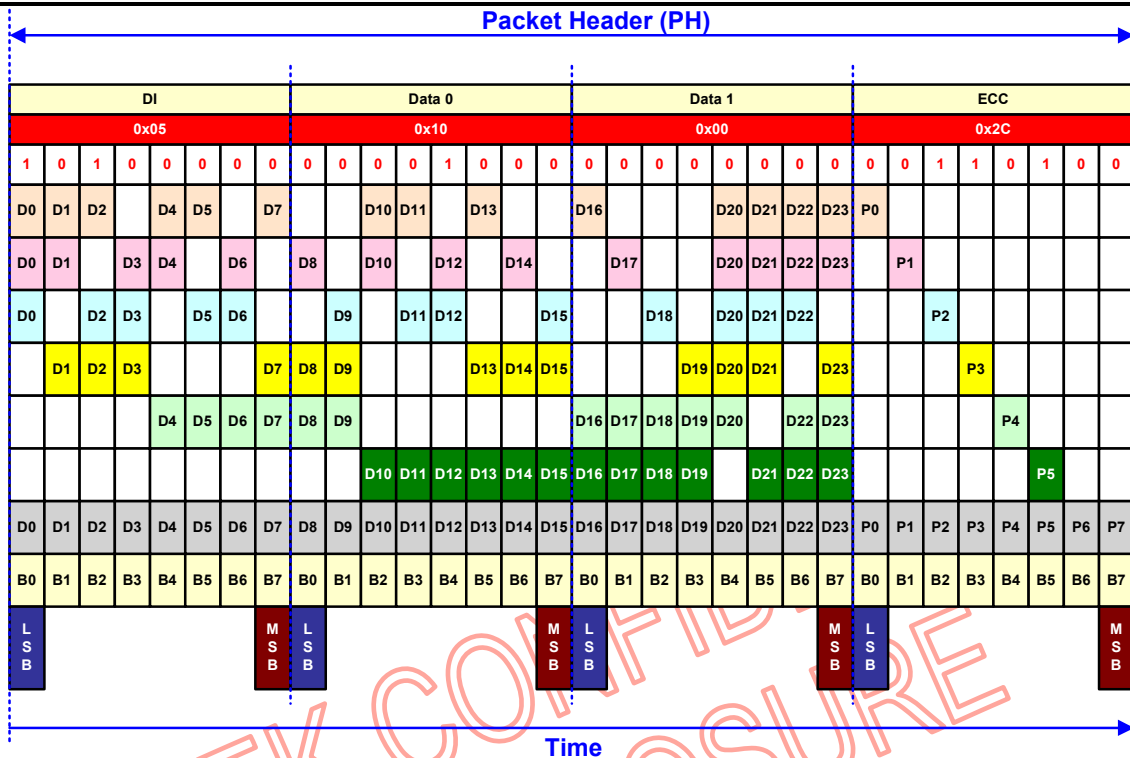 Packet Header (PH)
DI Data 0 Data 1 ECC
0x05 0x10 0x00 0x2C
1 0 1 0 0 0 0 0 0 0 0 0 1 0 0 0 0 0 0 0 0 0 0 0 0 0 1 1 0 1 0 0
D0 D1 D2 D4 D5 D7 D10 D11 D13 D16 D20 D21 D22 D23 P0
D0 D1 D3 D4 D6 D8 D10 D12 D14 D17 D20 D21 D22 D23 P1
D0 D2 D3 D5 D6 D9 D11 D12 D15 D18 D20 D21 D22 P2
D1 D2 D3 D7 D8 D9 D13 D14 D15 D19 D20 D21 D23 P3
D4 D5 D6 D7 D8 D9 D16 D17 D18 D19 D20 D22 D23 P4
D10 D11 D12 D13 D14 D15 D16 D17 D18 D19 D21 D22 D23 P5
D0 D1 D2 D3 D4 D5 D6 D7 D8 D9 D10 D11 D12 D13 D14 D15 D16 D17 D18 D19 D20 D21 D22 D23 P0 P1 P2 P3 P4 P5 P6 P7
B0 B1 B2 B3 B4 B5 B6 B7 B0 B1 B2 B3 B4 B5 B6 B7 B0 B1 B2 B3 B4 B5 B6 B7 B0 B1 B2 B3 B4 B5 B6 B7
LSB MSB LSB MSB LSB MSB LSB MSB
Time